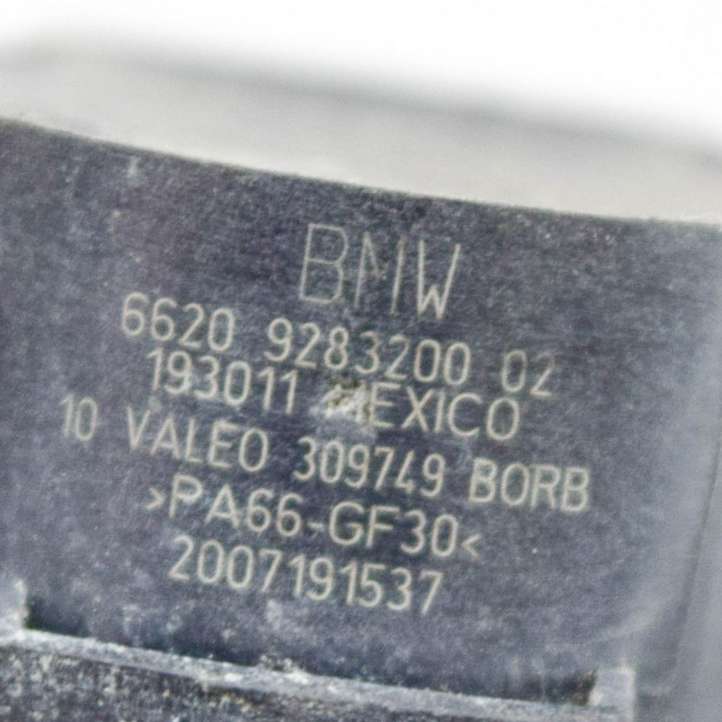 BMW
6620 9283200 02
193011 MEXICO
10 VALEO 309749 BORB
>PA66-GF30<
2007191537